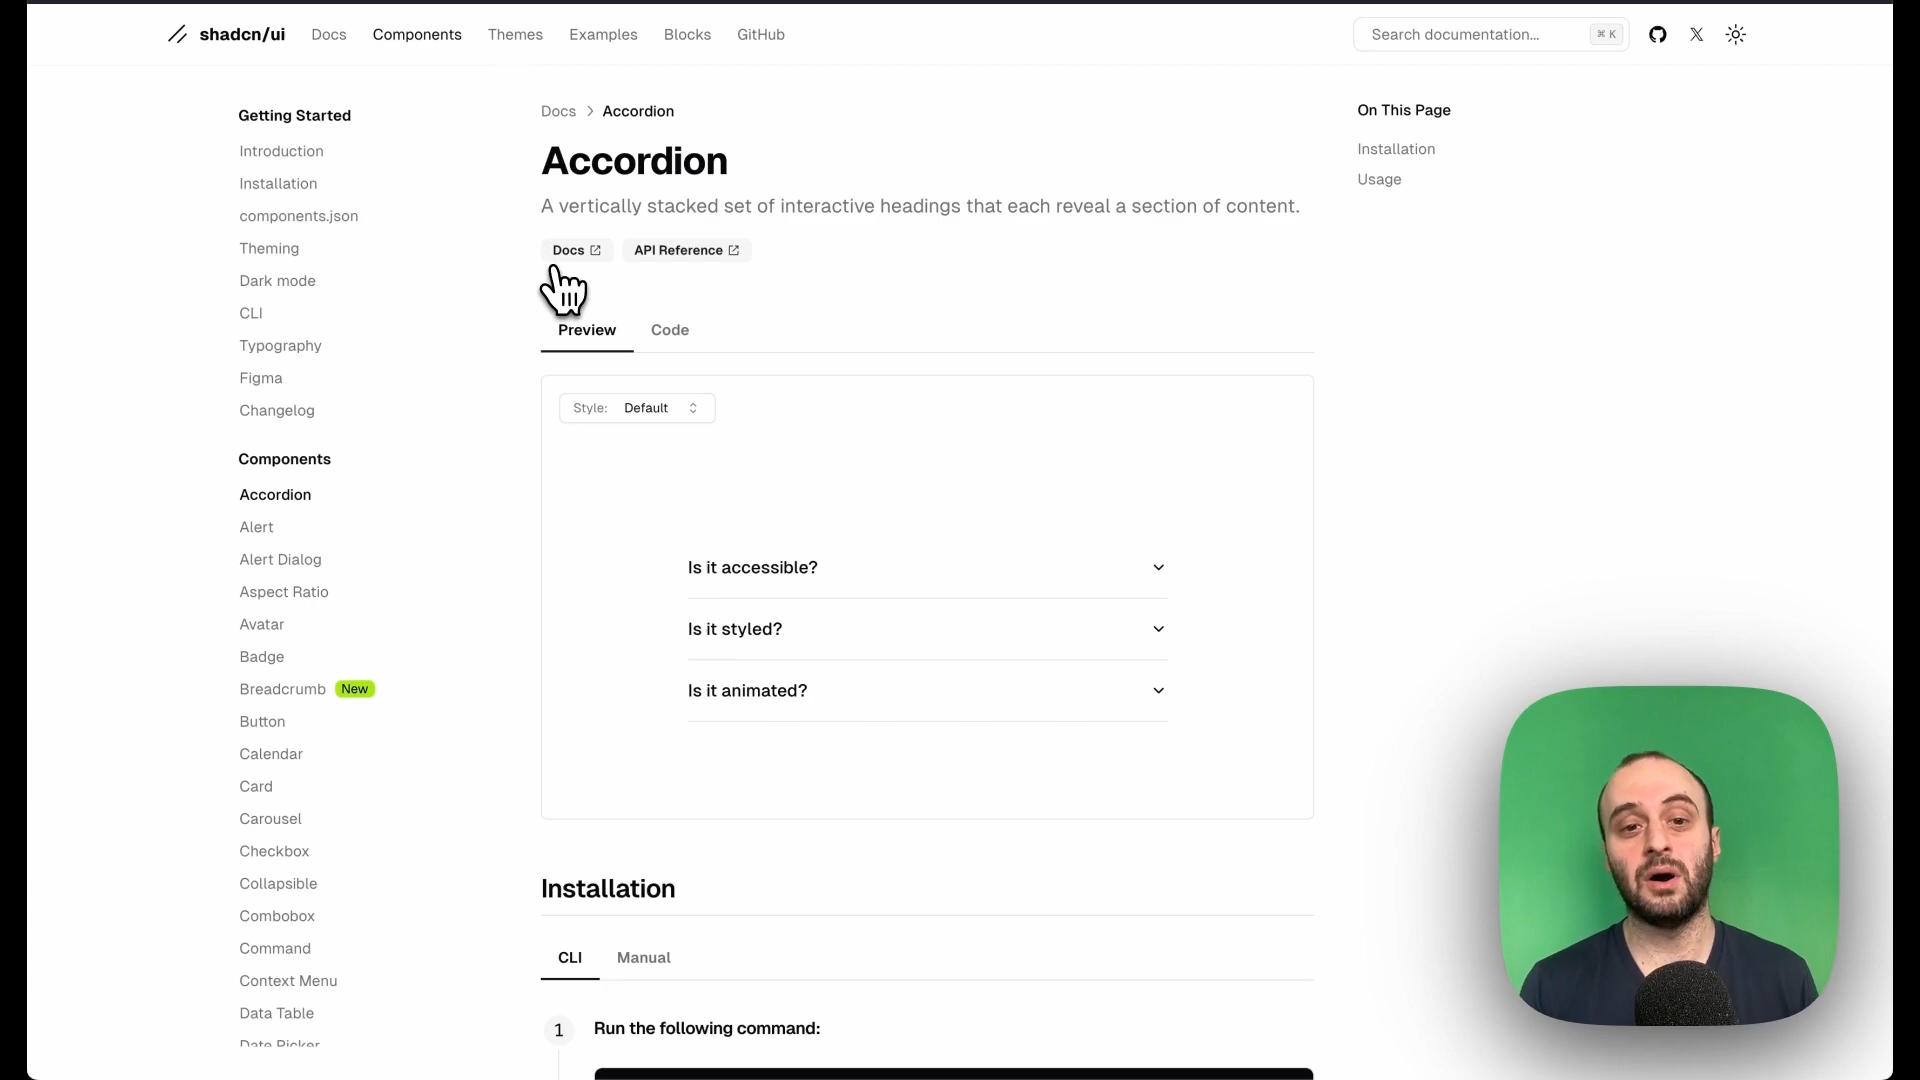 shadcn/ui Docs Components Themes Examples Blocks GitHub Search documentation... ⌘ K
Getting Started
Introduction
Installation
components.json
Theming
Dark mode
CLI
Typography
Figma
Changelog
Components
Accordion
Alert
Alert Dialog
Aspect Ratio
Avatar
Badge
Breadcrumb New
Button
Calendar
Card
Carousel
Checkbox
Collapsible
Combobox
Command
Context Menu
Data Table
Date Picker
Docs > Accordion
Accordion
A vertically stacked set of interactive headings that each reveal a section of content.
Docs API Reference
Preview Code
Style: Default
Is it accessible?
Is it styled?
Is it animated?
Installation
CLI Manual
1 Run the following command:
On This Page
Installation
Usage